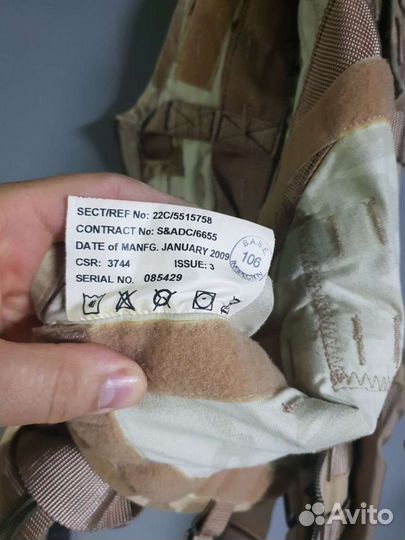 SECT/REF No: 22C/5515758
CONTRACT No: S&ADC/6655
DATE of MANFG. JANUARY 2009
CSR: 3744 ISSUE: 3
SERIAL NO. 085429
B.A.S.E
106
INSPECTION
Avito